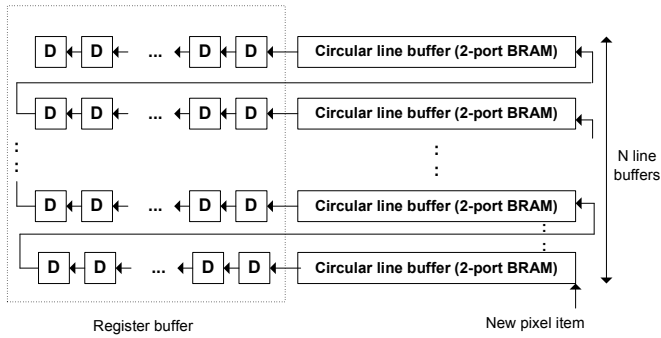 D D ... D D Circular line buffer (2-port BRAM)
D D ... D D Circular line buffer (2-port BRAM)
N line
buffers
D D ... D D Circular line buffer (2-port BRAM)
D D ... D D Circular line buffer (2-port BRAM)
Register buffer
New pixel item